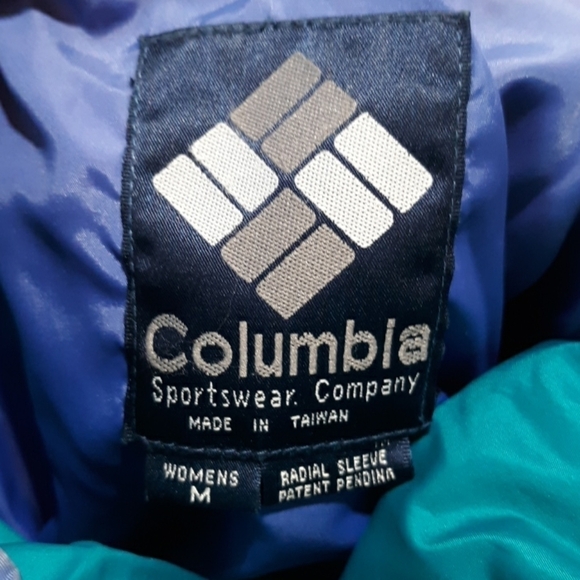 Columbia
Sportswear Company
MADE IN TAIWAN
WOMENS
M
RADIAL SLEEVE
PATENT PENDING